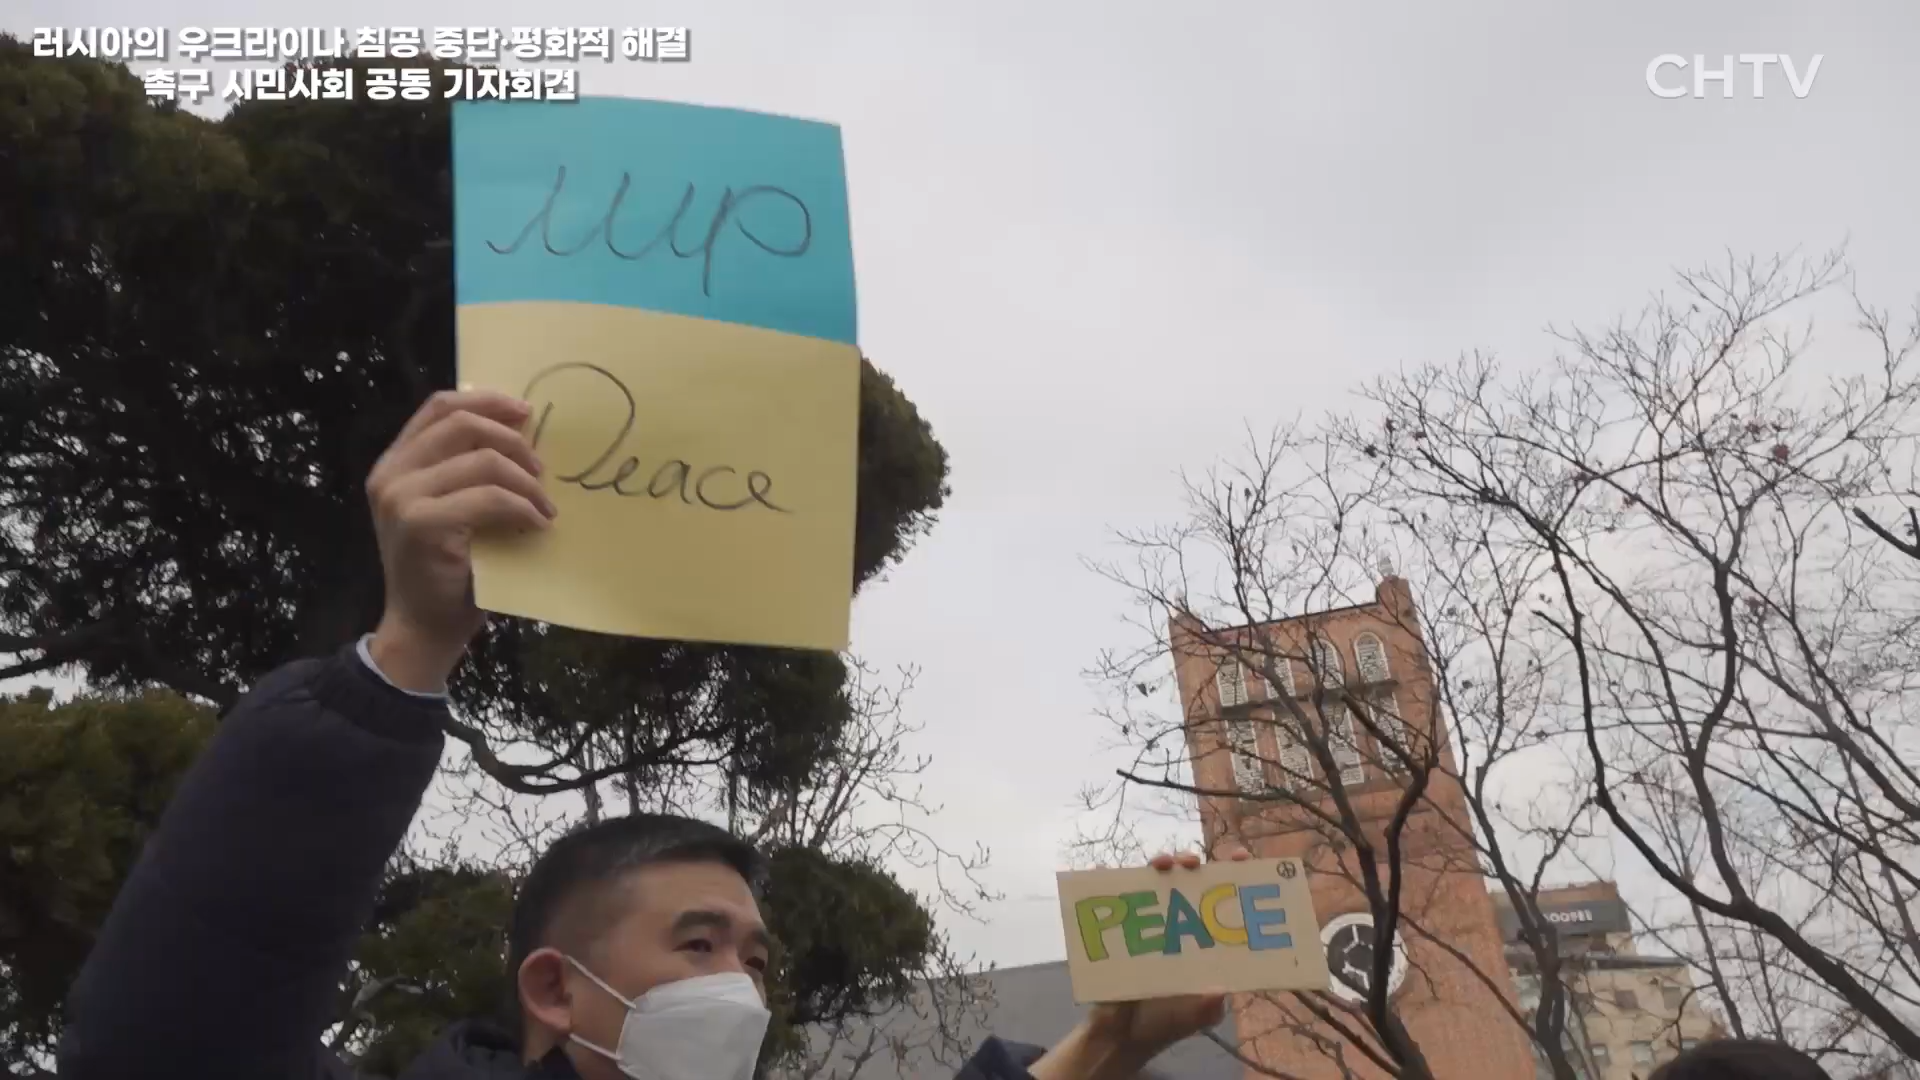 러시아의 우크라이나 침공 중단·평화적 해결
촉구 시민사회 공동 기자회견
CHTV
мир
Peace
PEACE